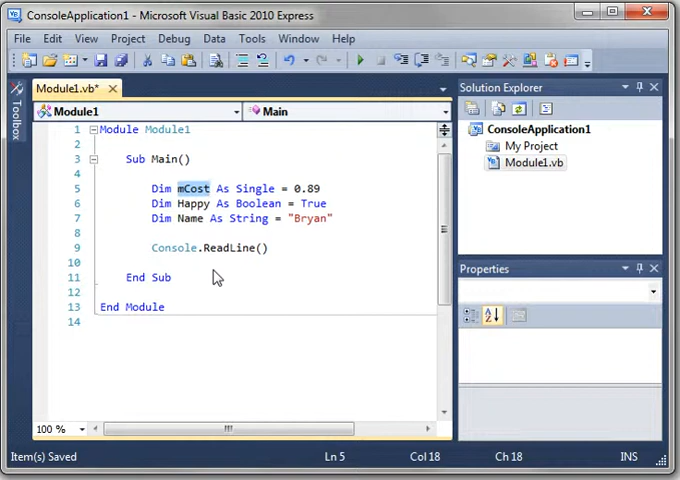 ConsoleApplication1 - Microsoft Visual Basic 2010 Express
File Edit View Project Debug Data Tools Window Help
Toolbox
Module1.vb*
Module1
Main
1 Module Module1
2
3 Sub Main()
4
5 Dim mCost As Single = 0.89
6 Dim Happy As Boolean = True
7 Dim Name As String = "Bryan"
8
9 Console.ReadLine()
10
11 End Sub
12
13 End Module
14
100 %
Solution Explorer
ConsoleApplication1
My Project
Module1.vb
Properties
Item(s) Saved Ln 5 Col 18 Ch 18 INS